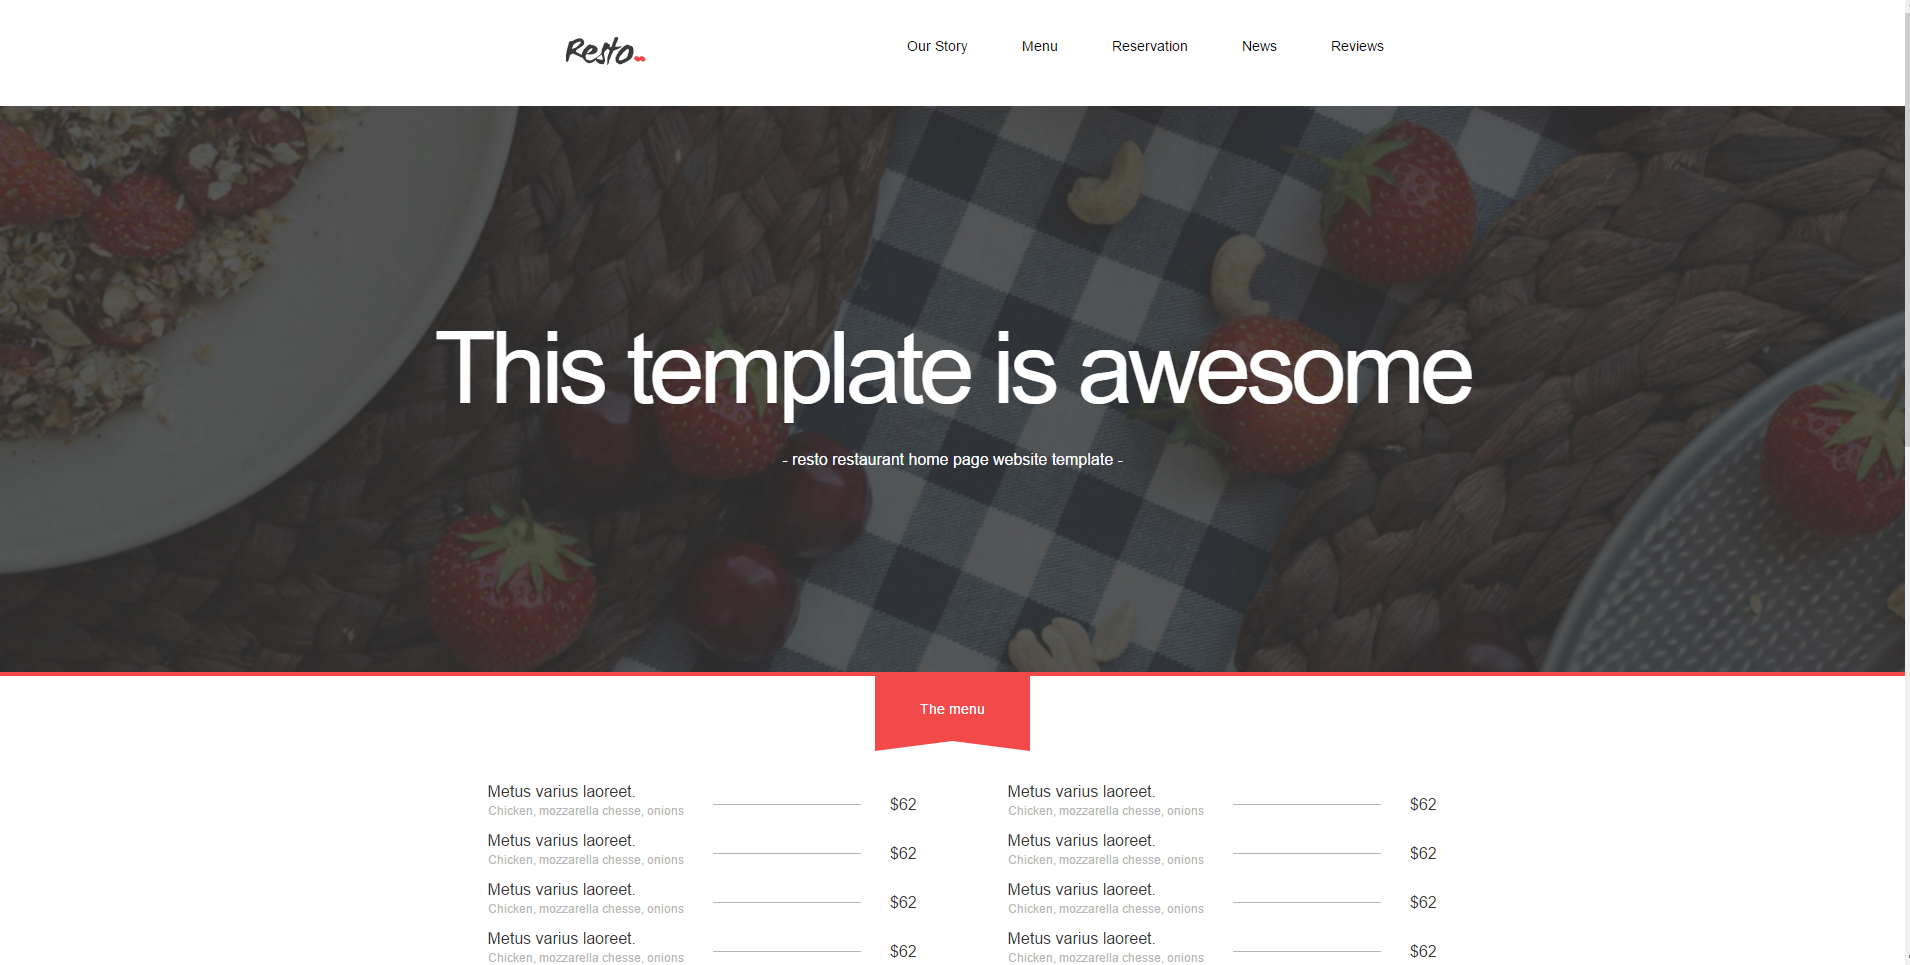 Resto
Our Story Menu Reservation News Reviews
This template is awesome
- resto restaurant home page website template -
The menu
Metus varius laoreet.
Chicken, mozzarella chesse, onions
$62
Metus varius laoreet.
Chicken, mozzarella chesse, onions
$62
Metus varius laoreet.
Chicken, mozzarella chesse, onions
$62
Metus varius laoreet.
Chicken, mozzarella chesse, onions
$62
Metus varius laoreet.
Chicken, mozzarella chesse, onions
$62
Metus varius laoreet.
Chicken, mozzarella chesse, onions
$62
Metus varius laoreet.
Chicken, mozzarella chesse, onions
$62
Metus varius laoreet.
Chicken, mozzarella chesse, onions
$62